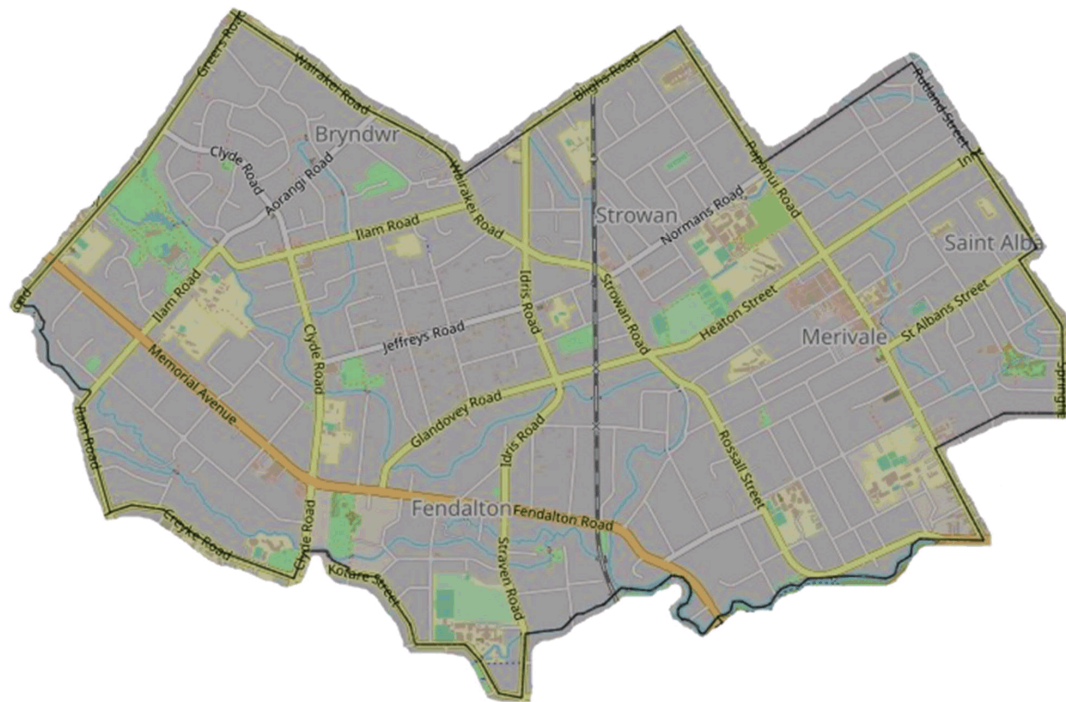 Greers Road
Wairakei Road
Blighs Road
Rutland Street
Bryndwr
Clyde Road
Aorangi Road
Wairakei Road
Papanui Road
Strowan
Normans Road
Saint Alba
Ilam Road
Ilam Road
Idris Road
Strowan Road
Heaton Street
St Albans Street
Merivale
Jeffreys Road
Clyde Road
Memorial Avenue
Glandovey Road
Ilam Road
Idris Road
Rossall Street
Fendalton
Fendalton Road
Creyke Road
Clyde Road
Kotare Street
Straven Road